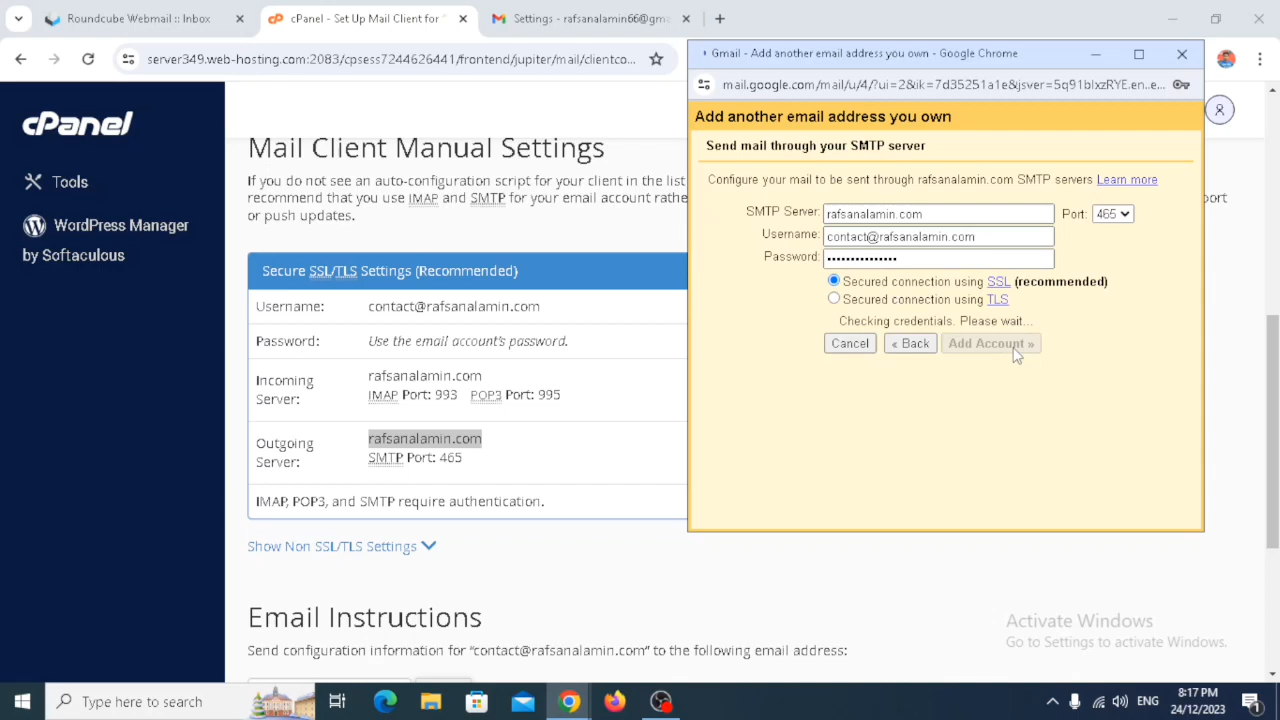 Roundcube Webmail :: Inbox
cPanel - Set Up Mail Client for "
Settings - rafsanalamin66@gm
server349.web-hosting.com:2083/cpsess7244626441/frontend/jupiter/mail/clientco...
Gmail - Add another email address you own - Google Chrome
mail.google.com/mail/u/4/?ui=2&ik=7d35251a1e&jsver=5q91blxzRYE.en..e...
cPanel
Tools
WordPress Manager
by Softaculous
Mail Client Manual Settings
If you do not see an auto-configuration script for your client in the list
port
recommend that you use IMAP and SMTP for your email account rathe
or push updates.
Secure SSL/TLS Settings (Recommended)
Username: contact@rafsanalamin.com
Password: Use the email account's password.
Incoming
Server:
rafsanalamin.com
IMAP Port: 993 POP3 Port: 995
Outgoing
Server:
rafsanalamin.com
SMTP Port: 465
IMAP, POP3, and SMTP require authentication.
Show Non SSL/TLS Settings
Email Instructions
Send configuration information for "contact@rafsanalamin.com" to the following email address:
Add another email address you own
Send mail through your SMTP server
Configure your mail to be sent through rafsanalamin.com SMTP servers Learn more
SMTP Server: rafsanalamin.com Port: 465
Username: contact@rafsanalamin.com
Password: •••••••••••••••
Secured connection using SSL (recommended)
Secured connection using TLS
Checking credentials. Please wait...
Cancel « Back Add Account »
Activate Windows
Go to Settings to activate Windows.
Type here to search
ENG
8:17 PM
24/12/2023
1